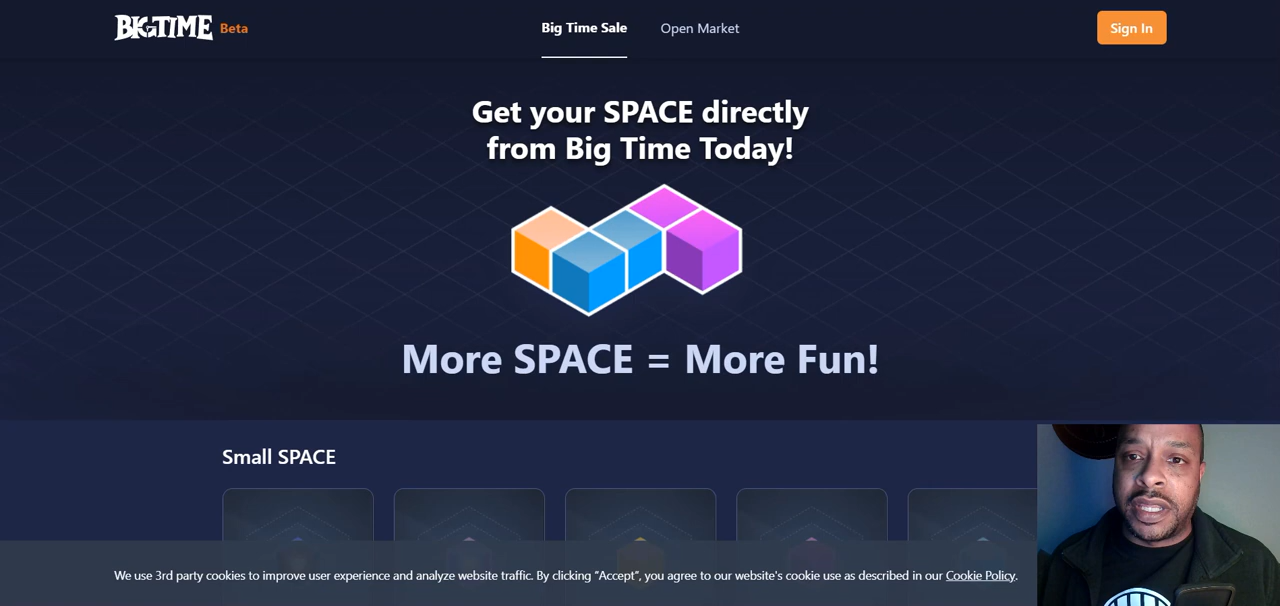 BIGTIME Beta
Big Time Sale
Open Market
Sign In
Get your SPACE directly
from Big Time Today!
More SPACE = More Fun!
Small SPACE
We use 3rd party cookies to improve user experience and analyze website traffic. By clicking “Accept”, you agree to our website's cookie use as described in our Cookie Policy.